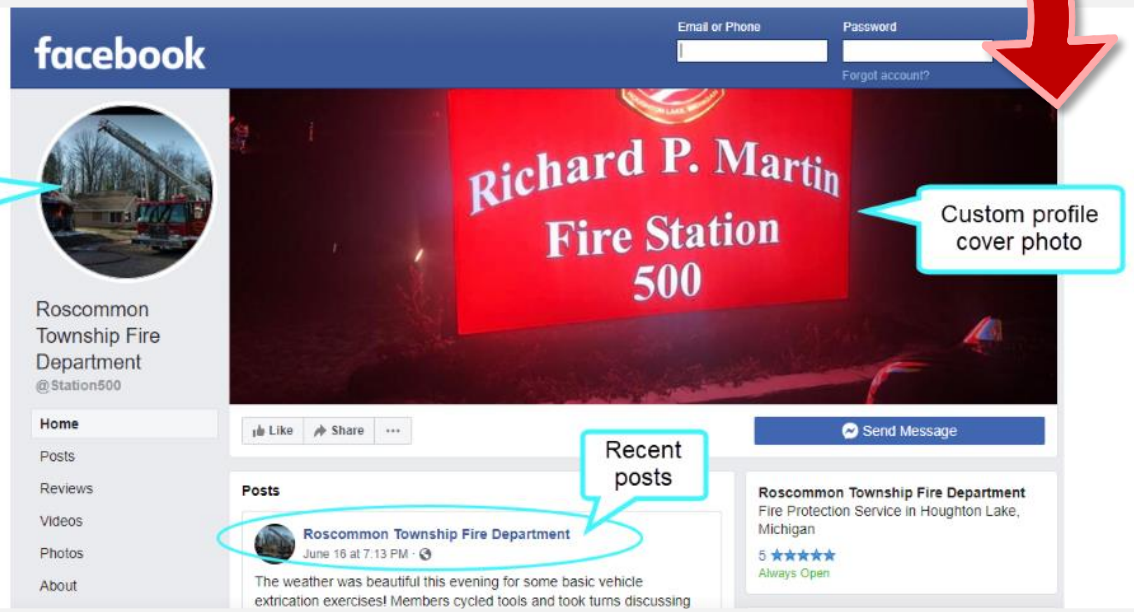 facebook
Email or Phone
Password
Forgot account?
HOUGHTON LAKE, MICHIGAN
Richard P. Martin
Fire Station
500
Custom profile
cover photo
Roscommon
Township Fire
Department
@Station500
Home
Posts
Reviews
Videos
Photos
About
Like
Share
...
Send Message
Recent
posts
Posts
Roscommon Township Fire Department
June 16 at 7:13 PM ·
The weather was beautiful this evening for some basic vehicle
extrication exercises! Members cycled tools and took turns discussing
Roscommon Township Fire Department
Fire Protection Service in Houghton Lake,
Michigan
5 ★★★★★
Always Open